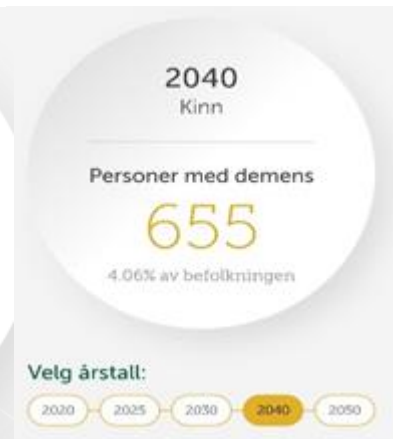 2040
Kinn
Personer med demens
655
4.06% av befolkningen
Velg årstall:
2020 2025 2030 2040 2050